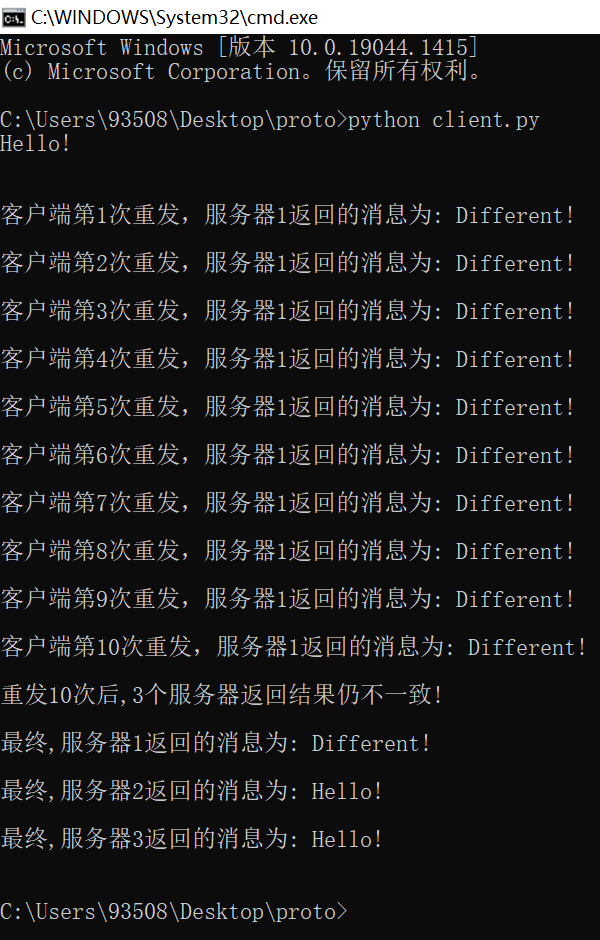 C:\WINDOWS\System32\cmd.exe
Microsoft Windows [版本 10.0.19044.1415]
(c) Microsoft Corporation。保留所有权利。
C:\Users\93508\Desktop\proto>python client.py
Hello!
客户端第1次重发，服务器1返回的消息为: Different!
客户端第2次重发，服务器1返回的消息为: Different!
客户端第3次重发，服务器1返回的消息为: Different!
客户端第4次重发，服务器1返回的消息为: Different!
客户端第5次重发，服务器1返回的消息为: Different!
客户端第6次重发，服务器1返回的消息为: Different!
客户端第7次重发，服务器1返回的消息为: Different!
客户端第8次重发，服务器1返回的消息为: Different!
客户端第9次重发，服务器1返回的消息为: Different!
客户端第10次重发，服务器1返回的消息为: Different!
重发10次后,3个服务器返回结果仍不一致!
最终,服务器1返回的消息为: Different!
最终,服务器2返回的消息为: Hello!
最终,服务器3返回的消息为: Hello!
C:\Users\93508\Desktop\proto>